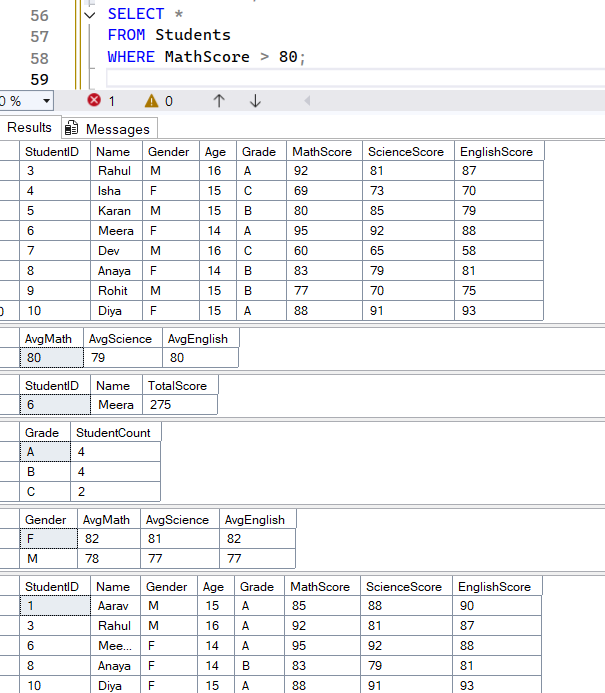 56 SELECT *
57 FROM Students
58 WHERE MathScore > 80;
59
0 % 1 0
Results Messages
StudentID Name Gender Age Grade MathScore ScienceScore EnglishScore
3 Rahul M 16 A 92 81 87
4 Isha F 15 C 69 73 70
5 Karan M 15 B 80 85 79
6 Meera F 14 A 95 92 88
7 Dev M 16 C 60 65 58
8 Anaya F 14 B 83 79 81
9 Rohit M 15 B 77 70 75
0 10 Diya F 15 A 88 91 93
AvgMath AvgScience AvgEnglish
80 79 80
StudentID Name TotalScore
6 Meera 275
Grade StudentCount
A 4
B 4
C 2
Gender AvgMath AvgScience AvgEnglish
F 82 81 82
M 78 77 77
StudentID Name Gender Age Grade MathScore ScienceScore EnglishScore
1 Aarav M 15 A 85 88 90
3 Rahul M 16 A 92 81 87
6 Mee... F 14 A 95 92 88
8 Anaya F 14 B 83 79 81
10 Diya F 15 A 88 91 93